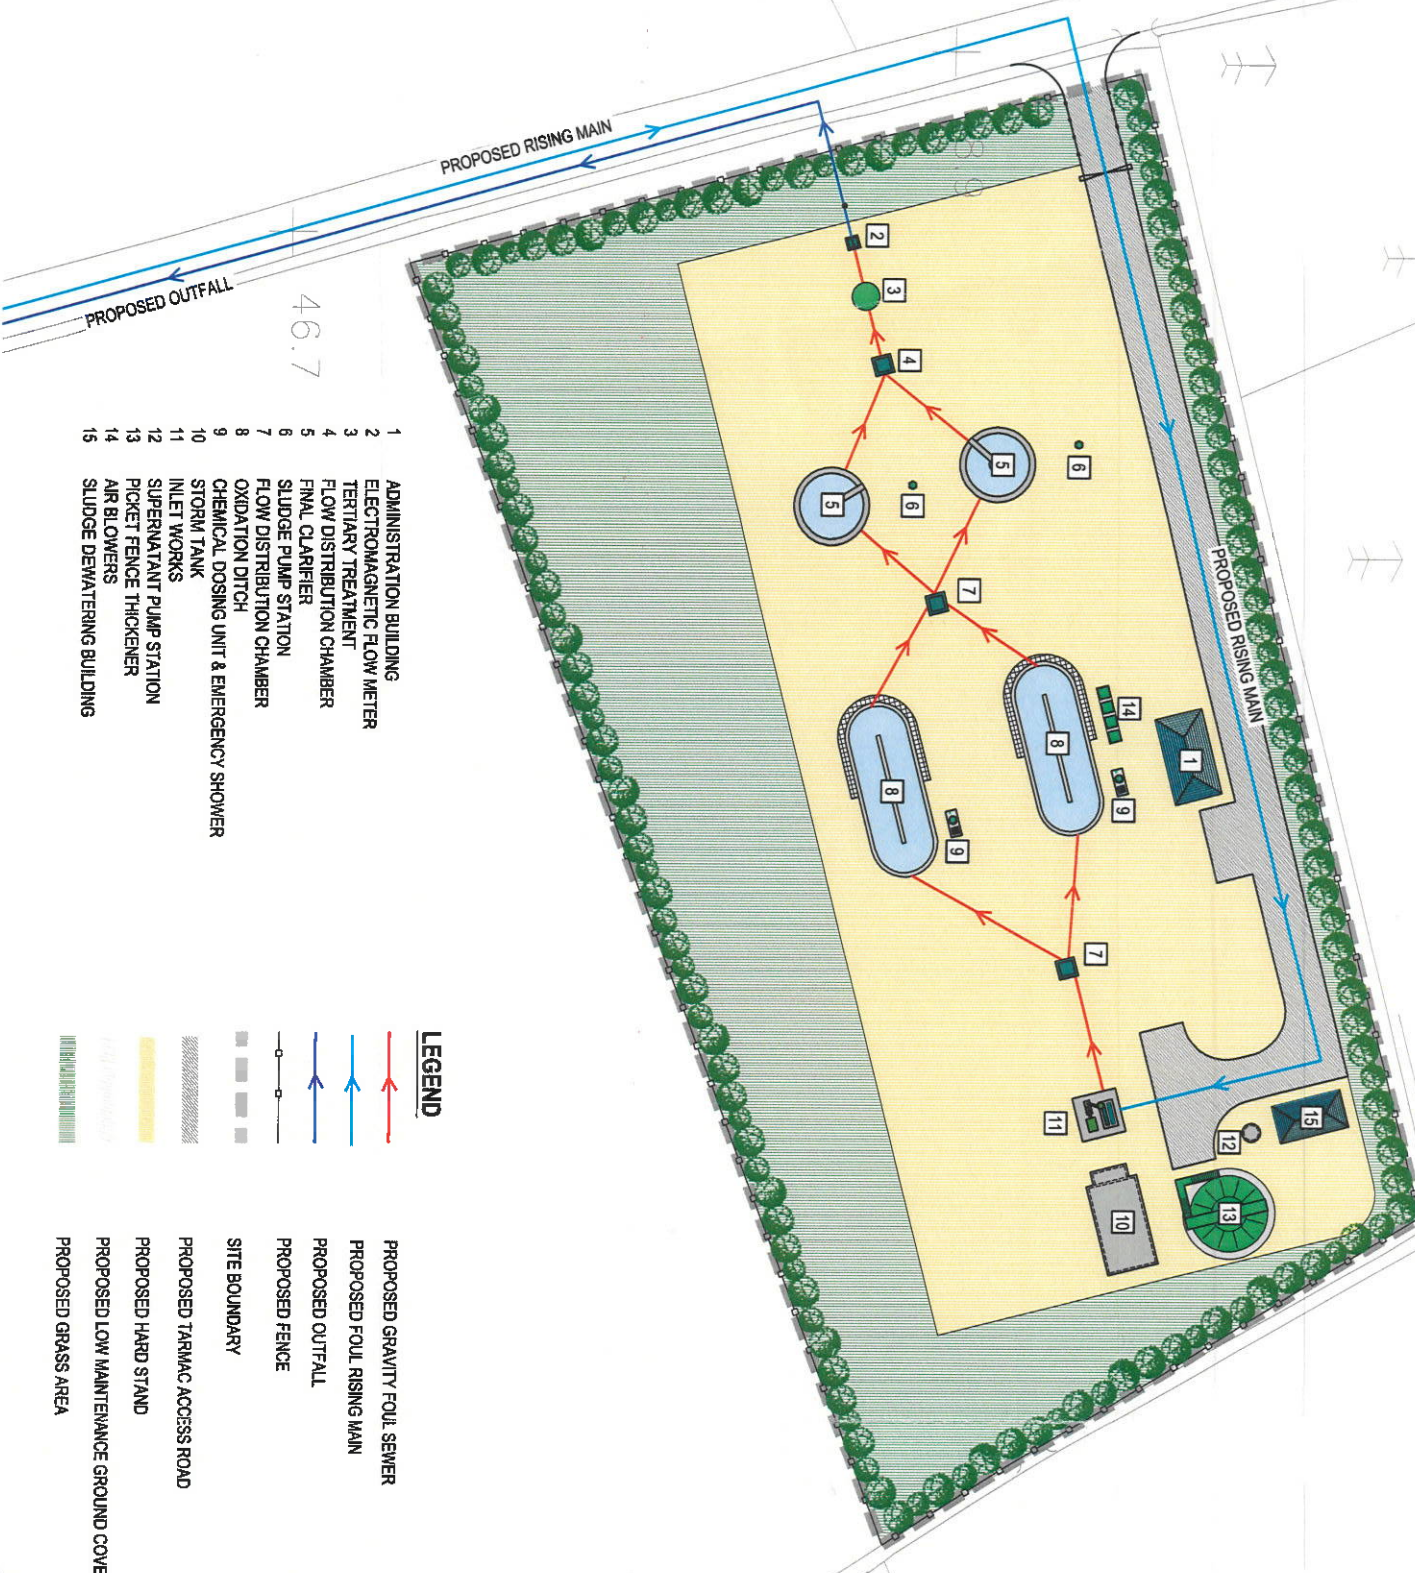 PROPOSED RISING MAIN
PROPOSED OUTFALL
PROPOSED RISING MAIN
46.7
2
3
4
5
5
6
6
7
8
8
14
9
9
1
7
11
10
12
13
15
1 ADMINISTRATION BUILDING
2 ELECTROMAGNETIC FLOW METER
3 TERTIARY TREATMENT
4 FLOW DISTRIBUTION CHAMBER
5 FINAL CLARIFIER
6 SLUDGE PUMP STATION
7 FLOW DISTRIBUTION CHAMBER
8 OXIDATION DITCH
9 CHEMICAL DOSING UNIT & EMERGENCY SHOWER
10 STORM TANK
11 INLET WORKS
12 SUPERNATANT PUMP STATION
13 PICKET FENCE THICKENER
14 AIR BLOWERS
15 SLUDGE DEWATERING BUILDING
LEGEND
PROPOSED GRAVITY FOUL SEWER
PROPOSED FOUL RISING MAIN
PROPOSED OUTFALL
PROPOSED FENCE
SITE BOUNDARY
PROPOSED TARMAC ACCESS ROAD
PROPOSED HARD STAND
PROPOSED LOW MAINTENANCE GROUND COVE
PROPOSED GRASS AREA